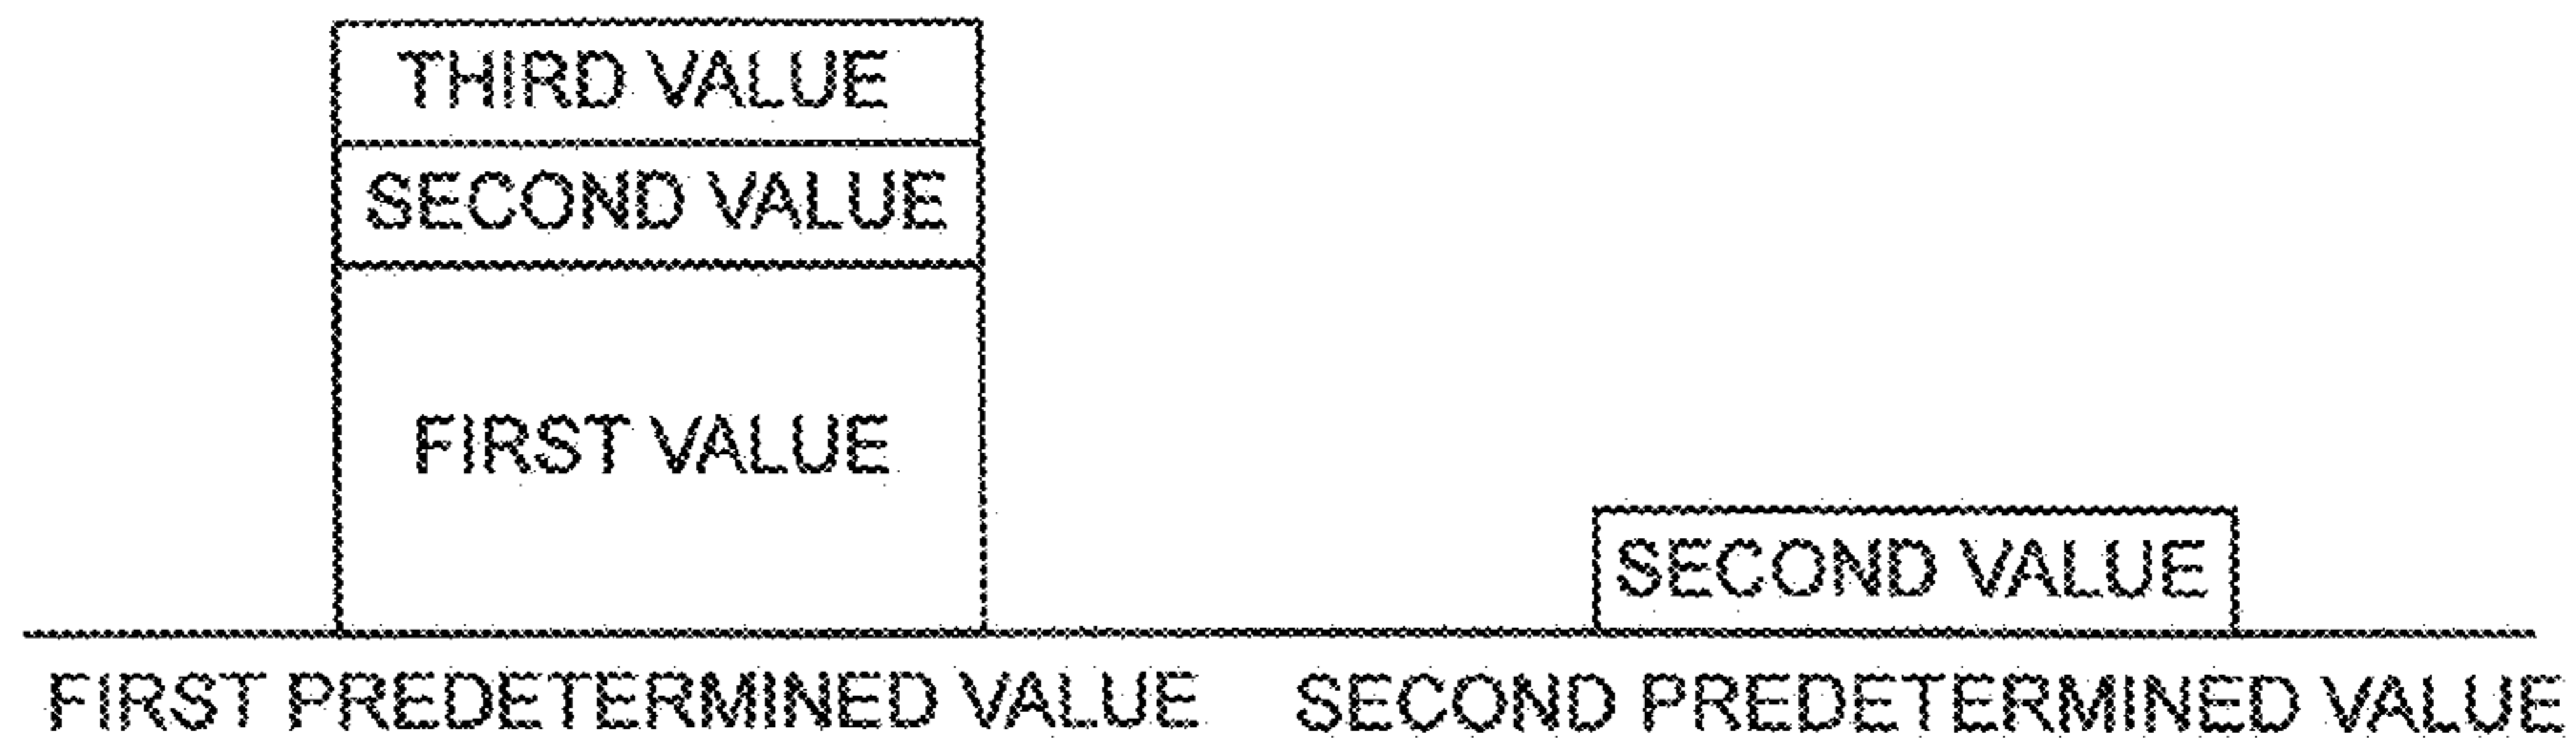 THIRD VALUE
SECOND VALUE
FIRST VALUE
SECOND VALUE
FIRST PREDETERMINED VALUE SECOND PREDETERMINED VALUE